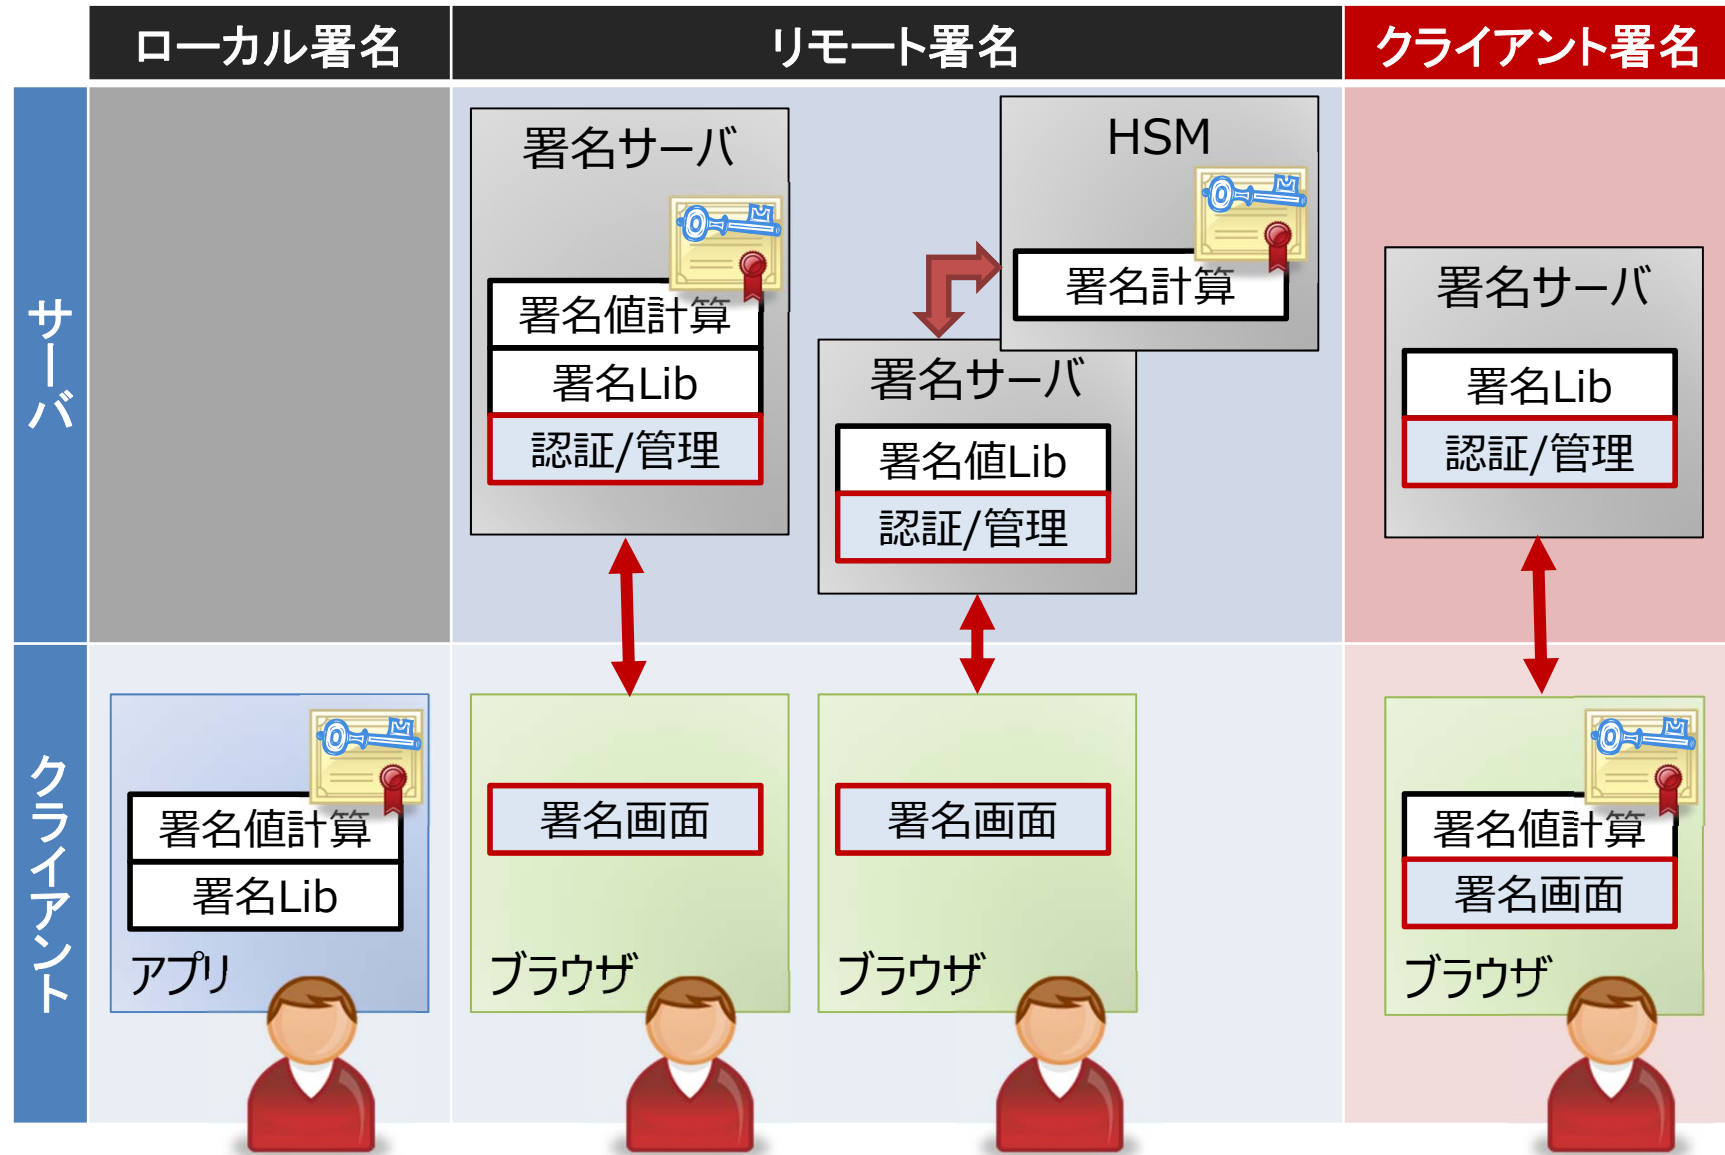 ローカル署名
リモート署名
クライアント署名
サーバ
署名サーバ
署名値計算
署名Lib
認証/管理
HSM
署名計算
署名サーバ
署名値Lib
認証/管理
署名サーバ
署名Lib
認証/管理
クライアント
署名値計算
署名Lib
アプリ
署名画面
ブラウザ
署名画面
ブラウザ
署名値計算
署名画面
ブラウザ